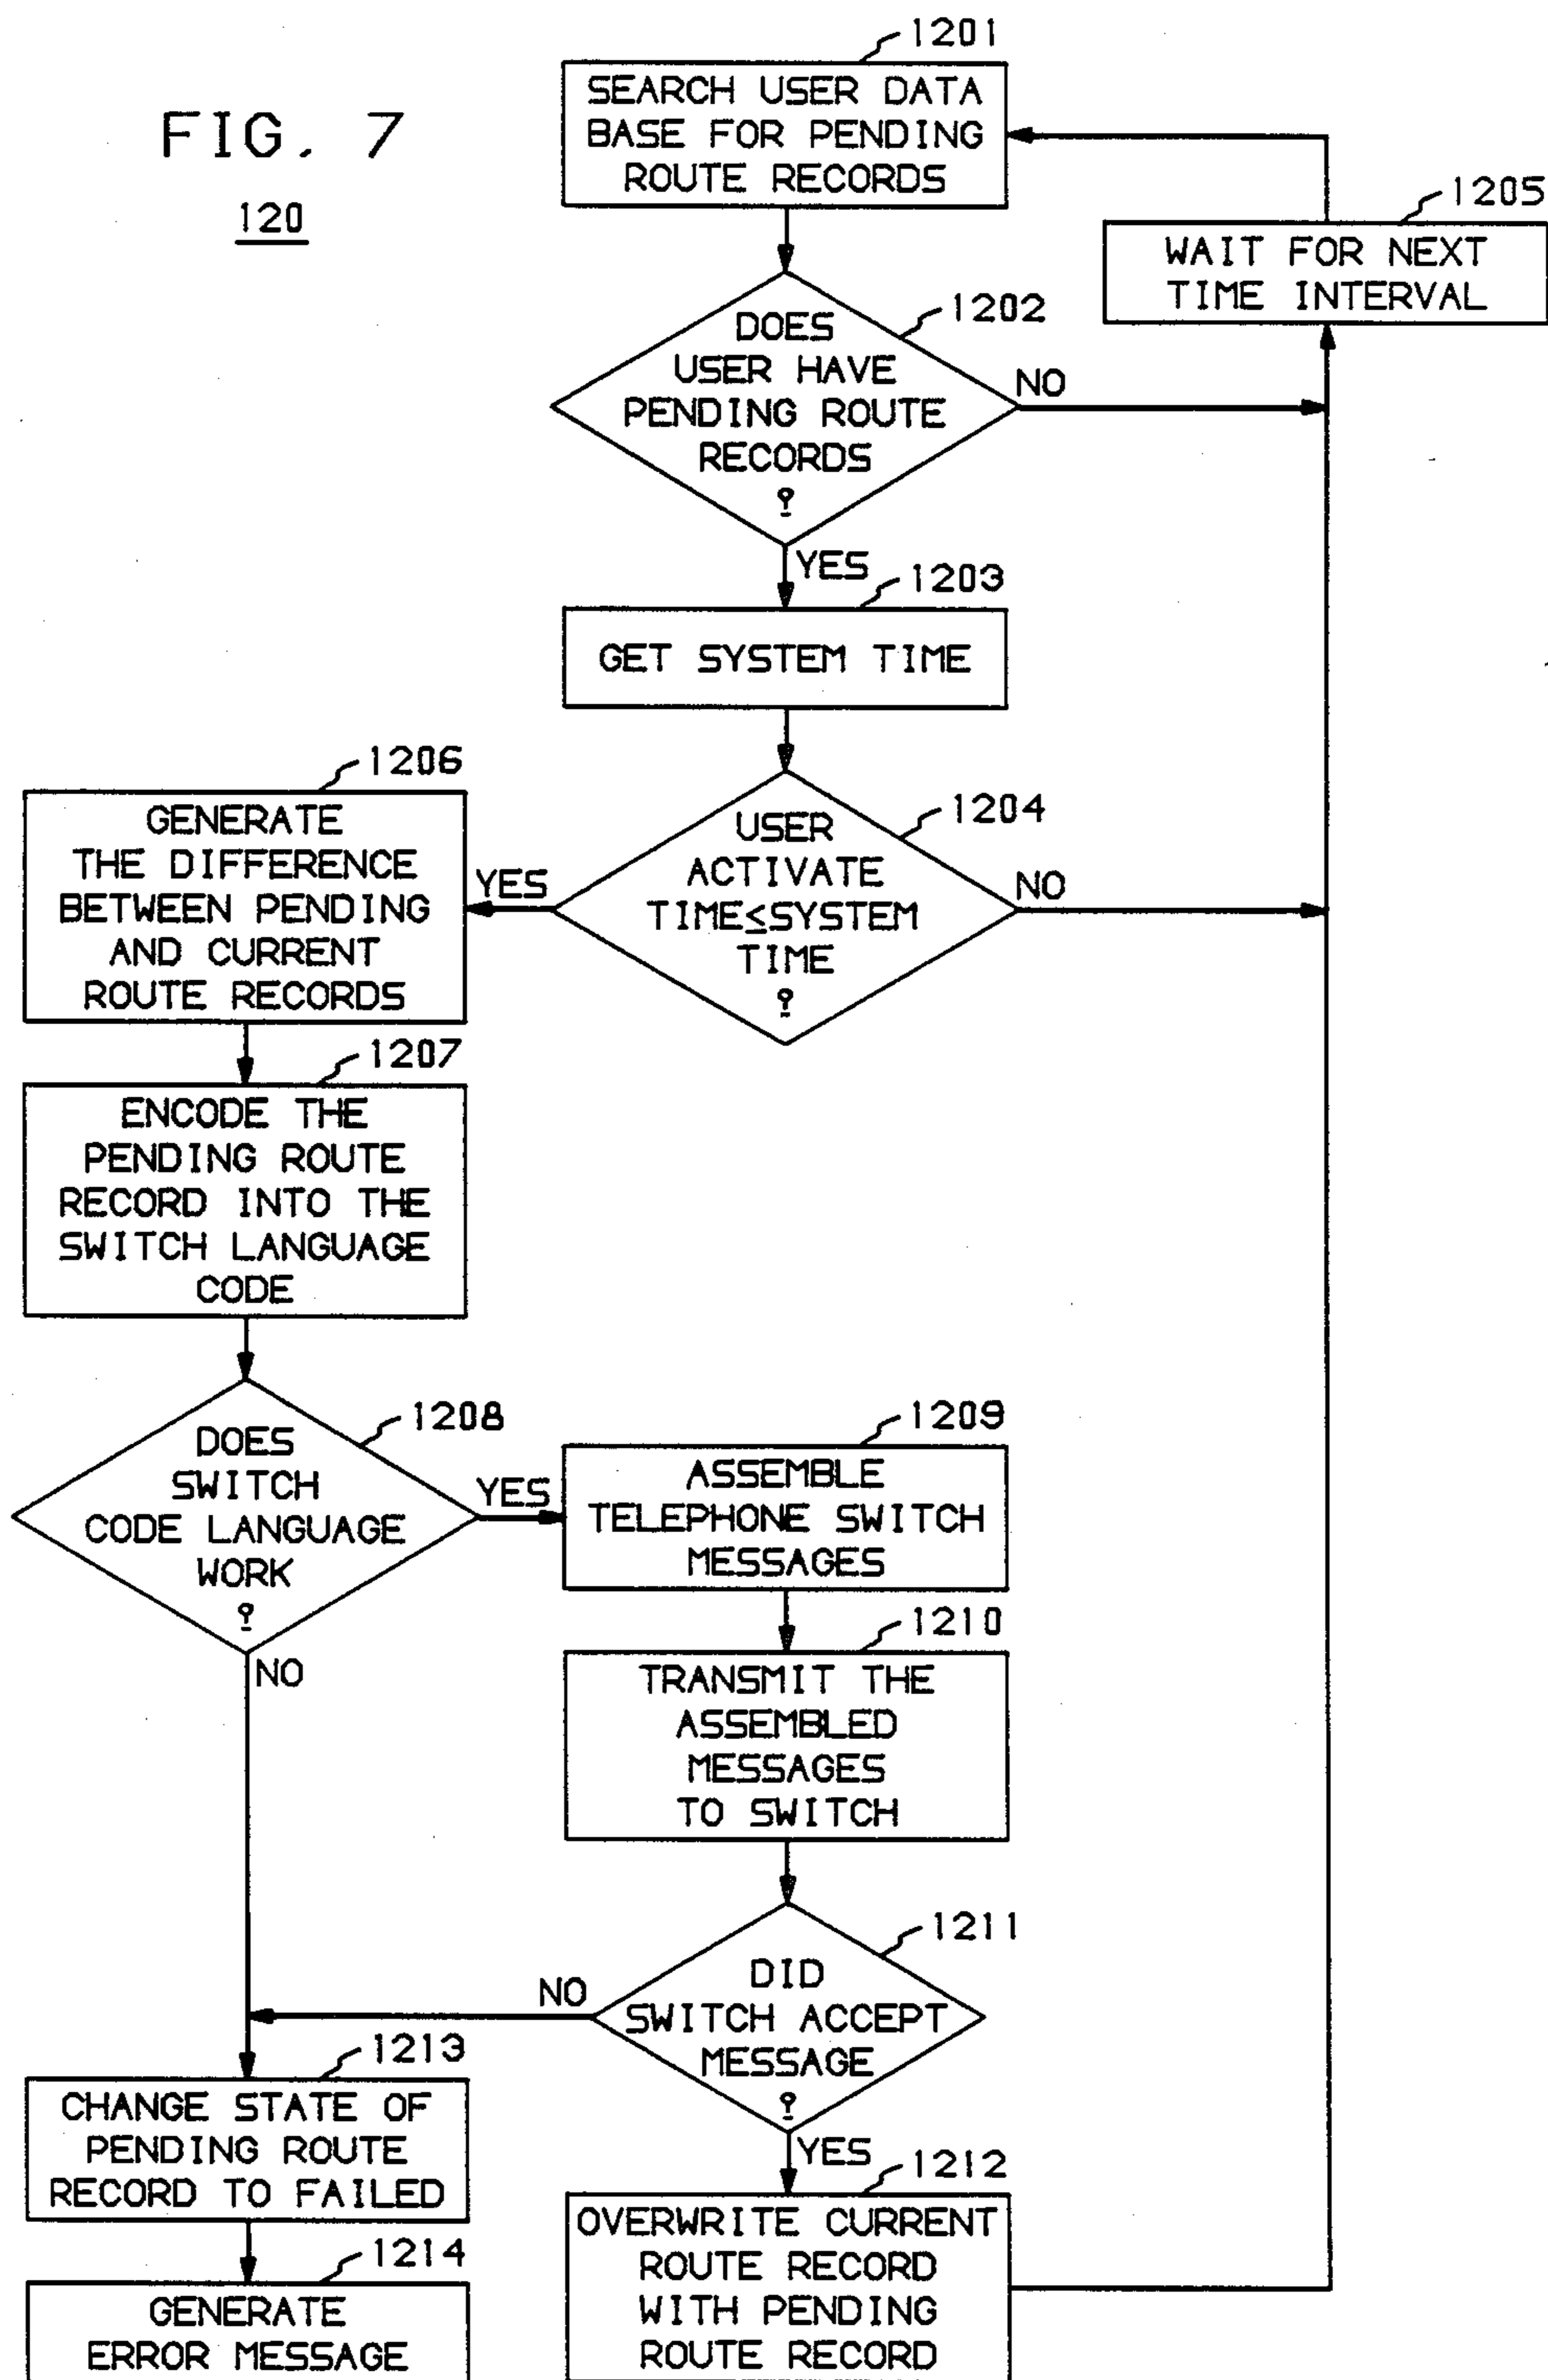 FIG. 7
120
1201
SEARCH USER DATA
BASE FOR PENDING
ROUTE RECORDS
1205
WAIT FOR NEXT
TIME INTERVAL
1202
DOES
USER HAVE
PENDING ROUTE
RECORDS
?
NO
YES
1203
GET SYSTEM TIME
1204
USER
ACTIVATE
TIME≤SYSTEM
TIME
?
NO
YES
1206
GENERATE
THE DIFFERENCE
BETWEEN PENDING
AND CURRENT
ROUTE RECORDS
1207
ENCODE THE
PENDING ROUTE
RECORD INTO THE
SWITCH LANGUAGE
CODE
1208
DOES
SWITCH
CODE LANGUAGE
WORK
?
YES
NO
1209
ASSEMBLE
TELEPHONE SWITCH
MESSAGES
1210
TRANSMIT THE
ASSEMBLED
MESSAGES
TO SWITCH
1211
DID
SWITCH ACCEPT
MESSAGE
?
NO
YES
1213
CHANGE STATE OF
PENDING ROUTE
RECORD TO FAILED
1212
OVERWRITE CURRENT
ROUTE RECORD
WITH PENDING
ROUTE RECORD
1214
GENERATE
ERROR MESSAGE